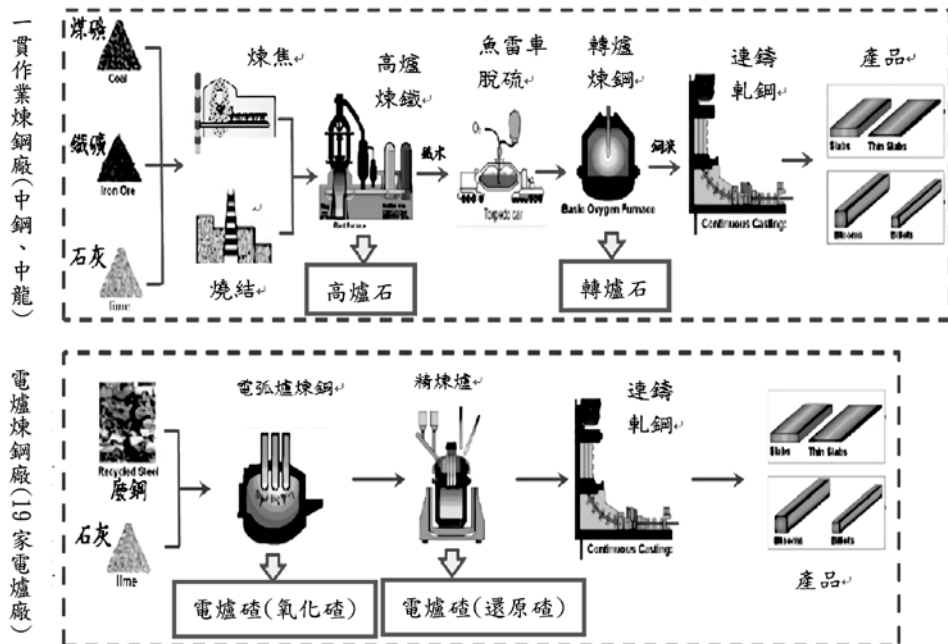 一貫作業煉鋼廠(中鋼、中龍)
煤礦
Coal
鐵礦
Iron Ore
石灰
lime
煉焦
燒結
高爐
煉鐵
高爐石
鐵水
魚雷車
脫硫
O₂
Torpedo car
轉爐
煉鋼
Basic Oxygen Furnace
轉爐石
鋼液
連鑄
軋鋼
Continuous Casting:
產品
Slabs
Thin Slabs
Blooms
Billets
電爐煉鋼廠(19家電爐廠)
Recycled Steel
廢鋼
石灰
lime
電弧爐煉鋼
電爐碴(氧化碴)
精煉爐
電爐碴(還原碴)
連鑄
軋鋼
Continuous Casting:
Slabs
Thin Slabs
Blooms
Billets
產品